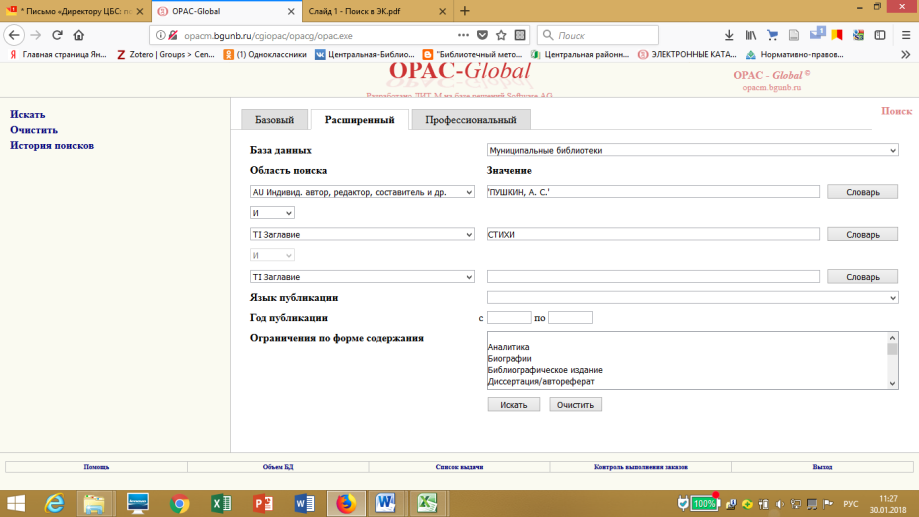 * Письмо «Директору ЦБС: п
OPAC-Global
Слайд 1 - Поиск в ЭК.pdf
opacm.bgunb.ru/cgiopac/opacg/opac.exe
Поиск
Главная страница Ян...
Zotero | Groups > Cen...
(1) Одноклассники
Центральная-Библио...
"Библиотечный мето...
Центральная районн...
ЭЛЕКТРОННЫЕ КАТА...
Нормативно-правов...
OPAC-Global
OPAC - Global ©
opacm.bgunb.ru
Разработано ДИТ-М на базе решений Software AG
Поиск
Искать
Очистить
История поисков
Базовый Расширенный Профессиональный
База данных Муниципальные библиотеки
Область поиска Значение
AU Индивид. автор, редактор, составитель и др. 'ПУШКИН, А. С.' Словарь
И
TI Заглавие СТИХИ Словарь
И
TI Заглавие Словарь
Язык публикации
Год публикации с по
Ограничения по форме содержания
Аналитика
Биографии
Библиографическое издание
Диссертация/автореферат
Искать Очистить
Помощь Объем БД Список выдачи Контроль выполнения заказов Выход
100% РУС 11:27
30.01.2018